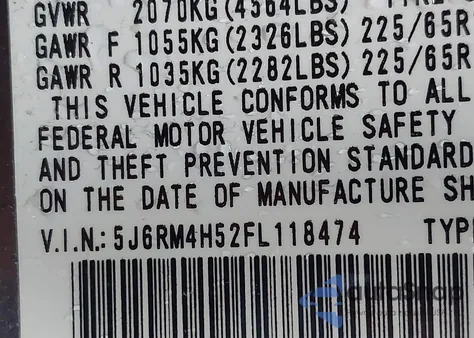 GVWR 2070KG(4564LBS)
GAWR F 1055KG(2326LBS) 225/65R
GAWR R 1035KG(2282LBS) 225/65R
THIS VEHICLE CONFORMS TO ALL
FEDERAL MOTOR VEHICLE SAFETY
AND THEFT PREVENTION STANDARD
ON THE DATE OF MANUFACTURE SH
V.I.N.: 5J6RM4H52FL118474 TYP